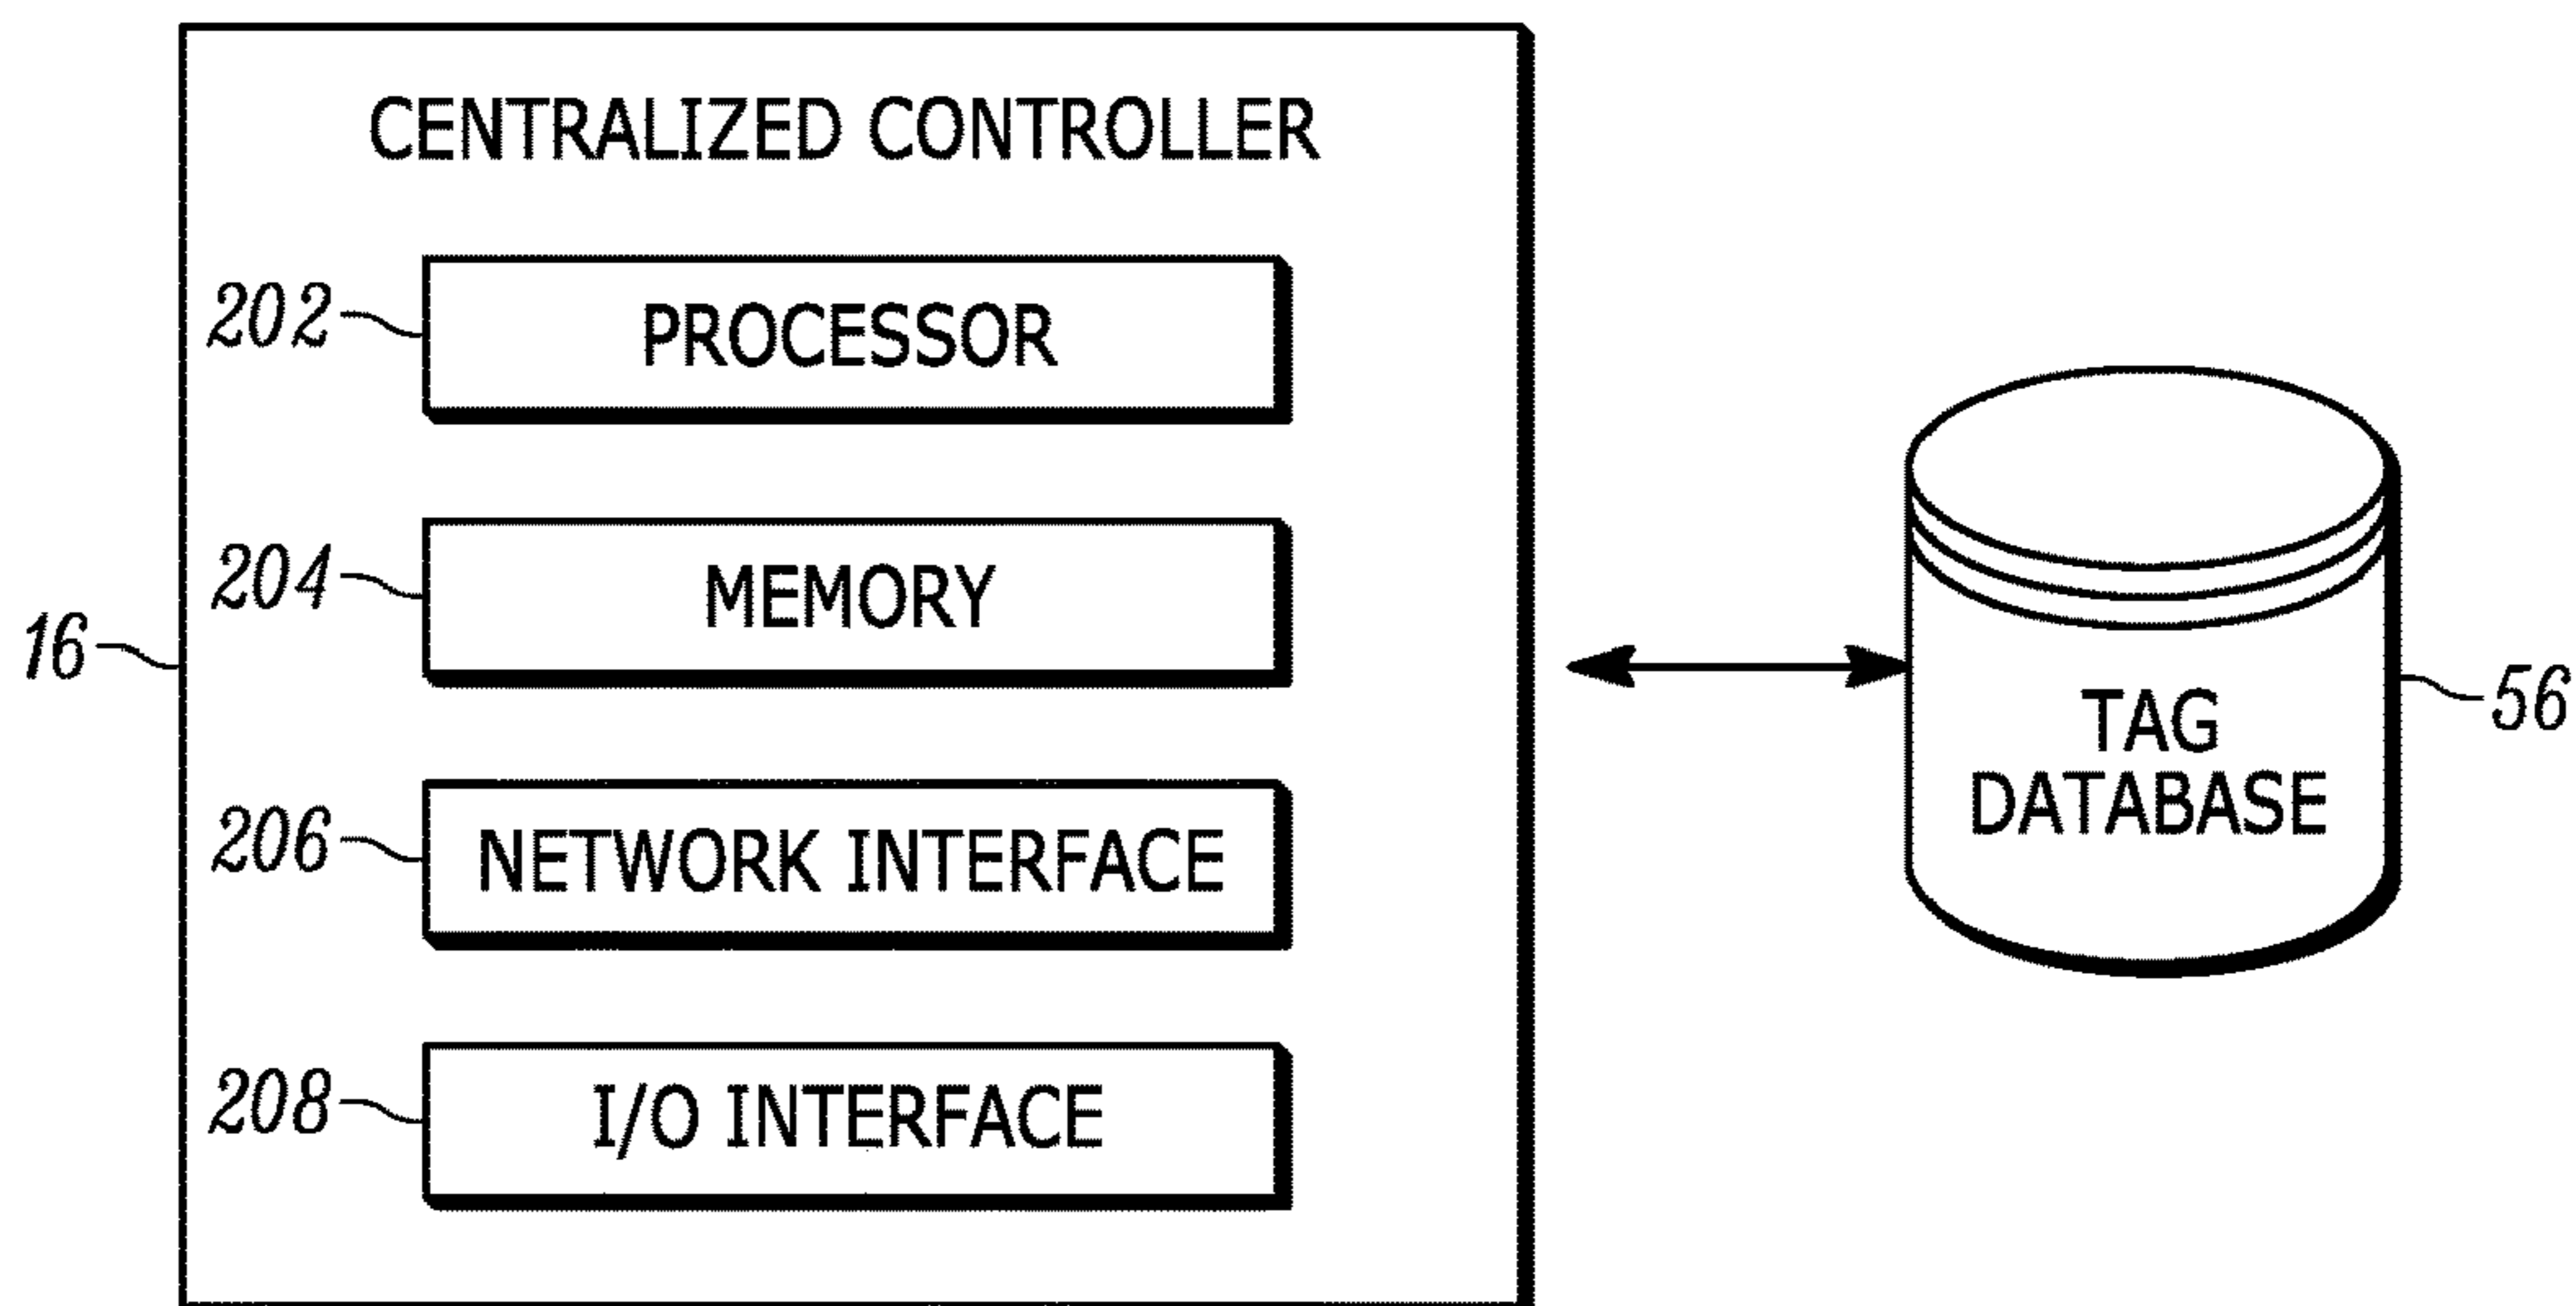 CENTRALIZED CONTROLLER
202
PROCESSOR
204
MEMORY
16
206
NETWORK INTERFACE
208
I/O INTERFACE
TAG
DATABASE
56